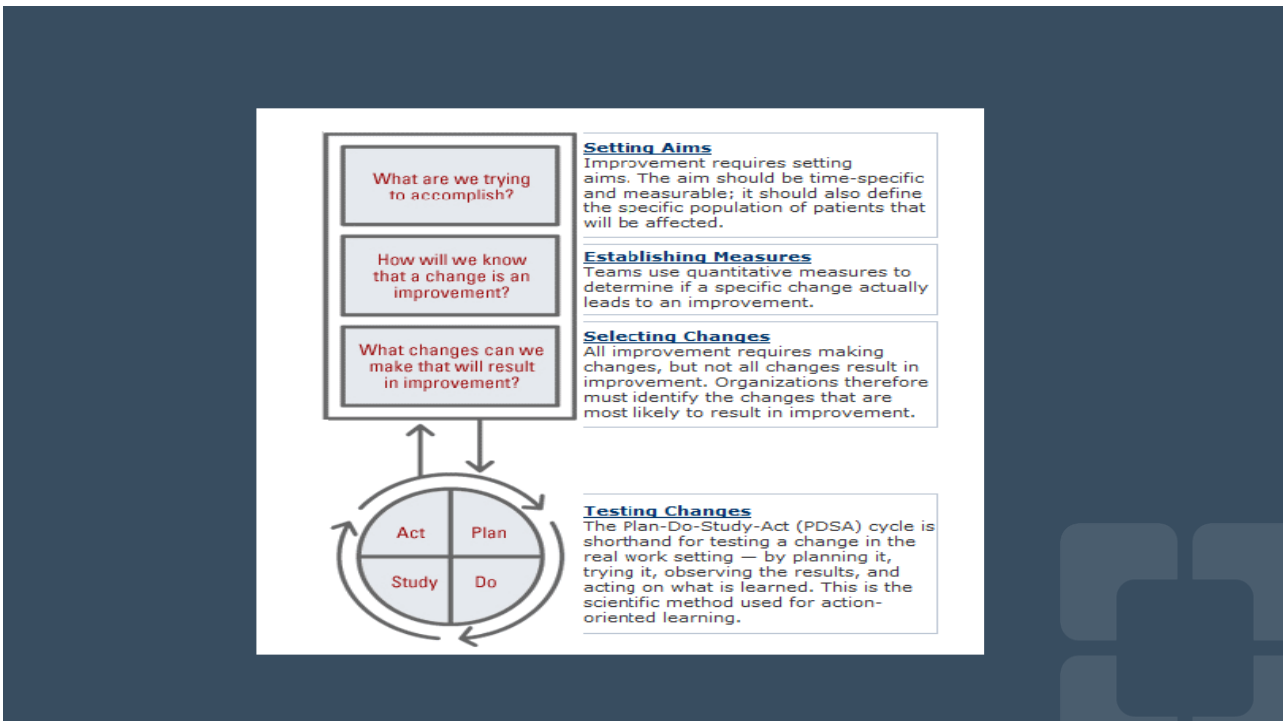 What are we trying
to accomplish?
Setting Aims
Improvement requires setting
aims. The aim should be time-specific
and measurable; it should also define
the specific population of patients that
will be affected.
How will we know
that a change is an
improvement?
Establishing Measures
Teams use quantitative measures to
determine if a specific change actually
leads to an improvement.
What changes can we
make that will result
in improvement?
Selecting Changes
All improvement requires making
changes, but not all changes result in
improvement. Organizations therefore
must identify the changes that are
most likely to result in improvement.
Act
Plan
Study
Do
Testing Changes
The Plan-Do-Study-Act (PDSA) cycle is
shorthand for testing a change in the
real work setting — by planning it,
trying it, observing the results, and
acting on what is learned. This is the
scientific method used for action-
oriented learning.